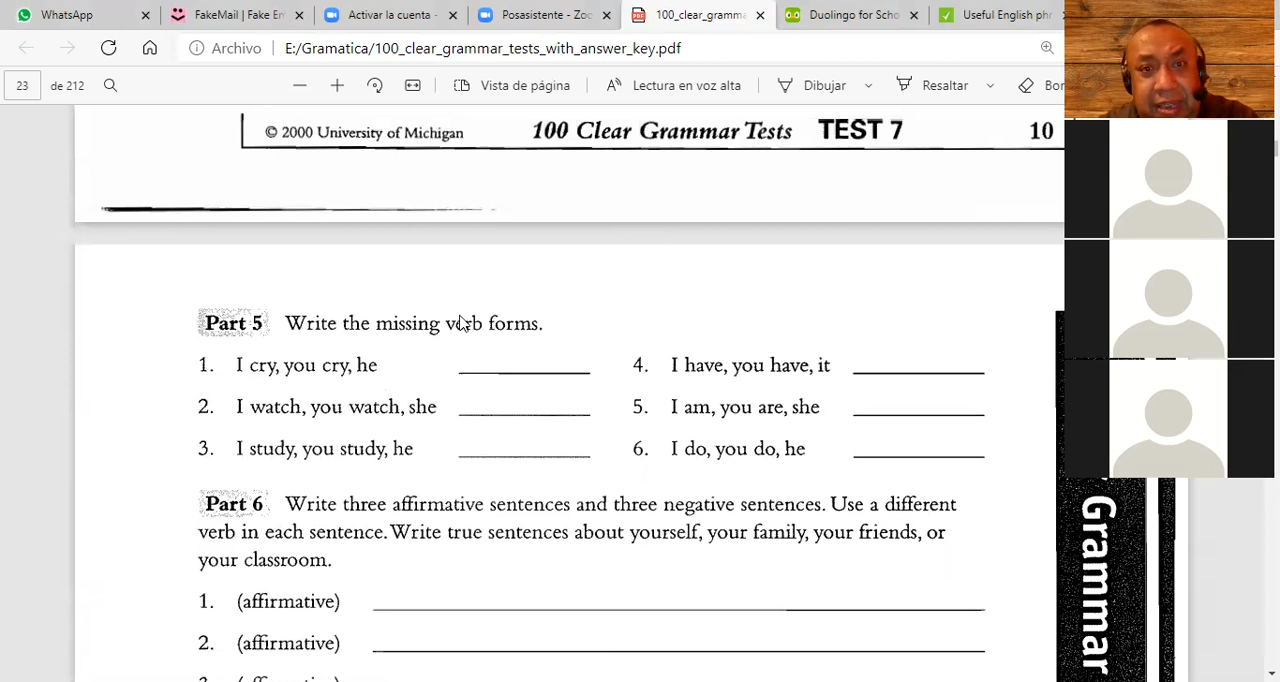 WhatsApp
FakeMail | Fake En
Activar la cuenta -
Posasistente - Zoo
100_clear_gramma
Duolingo for Scho
Useful English phr
Archivo
E:/Gramatica/100_clear_grammar_tests_with_answer_key.pdf
23
de 212
Vista de página
Lectura en voz alta
Dibujar
Resaltar
Bor
© 2000 University of Michigan 100 Clear Grammar Tests TEST 7 10
Part 5 Write the missing verb forms.
1. I cry, you cry, he
2. I watch, you watch, she
3. I study, you study, he
4. I have, you have, it
5. I am, you are, she
6. I do, you do, he
Part 6 Write three affirmative sentences and three negative sentences. Use a different
verb in each sentence. Write true sentences about yourself, your family, your friends, or
your classroom.
1. (affirmative)
2. (affirmative)
Grammar